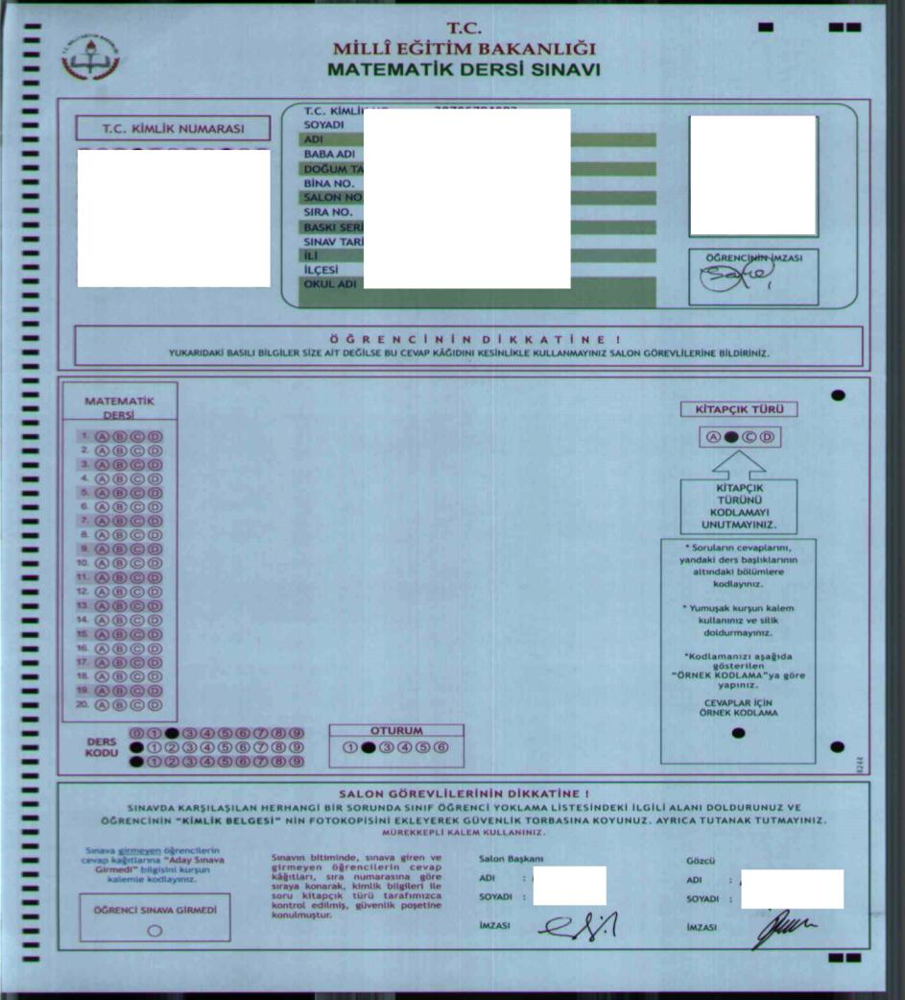 T.C.
MİLLÎ EĞİTİM BAKANLIĞI
MATEMATİK DERSİ SINAVI
T.C. KİMLİK NUMARASI
T.C. KİMLİK
SOYADI
ADI
BABA ADI
DOĞUM TA
BİNA NO.
SALON NO
SIRA NO.
BASKI SERİ
SINAV TARİ
İLİ
İLÇESİ
OKUL ADI
ÖĞRENCİNİN İMZASI
ÖĞRENCİNİN DİKKATİNE !
YUKARIDAKİ BASILI BİLGİLER SİZE AİT DEĞİLSE BU CEVAP KÂĞIDINI KESİNLİKLE KULLANMAYINIZ SALON GÖREVLİLERİNE BİLDİRİNİZ.
MATEMATİK
DERSİ
1. A B C D
2. A B C D
3. A B C D
4. A B C D
5. A B C D
6. A B C D
7. A B C D
8. A B C D
9. A B C D
10. A B C D
11. A B C D
12. A B C D
13. A B C D
14. A B C D
15. A B C D
16. A B C D
17. A B C D
18. A B C D
19. A B C D
20. A B C D
KİTAPÇIK TÜRÜ
A C D
KİTAPÇIK
TÜRÜNÜ
KODLAMAYI
UNUTMAYINIZ.
* Soruların cevaplarını,
yandaki ders başlıklarının
altındaki bölümlere
kodlayınız.
* Yumuşak kurşun kalem
kullanınız ve silik
doldurmayınız.
*Kodlamanızı aşağıda
gösterilen
"ÖRNEK KODLAMA"ya göre
yapınız.
CEVAPLAR İÇİN
ÖRNEK KODLAMA
8244
DERS
KODU
0 1 3 4 5 6 7 8 9
1 2 3 4 5 6 7 8 9
1 2 3 4 5 6 7 8 9
OTURUM
1 3 4 5 6
SALON GÖREVLİLERİNİN DİKKATİNE !
SINAVDA KARŞILAŞILAN HERHANGİ BİR SORUNDA SINIF ÖĞRENCİ YOKLAMA LİSTESİNDEKİ İLGİLİ ALANI DOLDURUNUZ VE
ÖĞRENCİNİN "KİMLİK BELGESİ" NİN FOTOKOPİSİNİ EKLEYEREK GÜVENLİK TORBASINA KOYUNUZ. AYRICA TUTANAK TUTMAYINIZ.
MÜREKKEPLİ KALEM KULLANINIZ.
Sınava girmeyen öğrencilerin
cevap kağıtlarına "Aday Sınava
Girmedi" bilgisini kurşun
kalemle kodlayınız.
ÖĞRENCİ SINAVA GİRMEDİ
Sınavın bitiminde, sınava giren ve
girmeyen öğrencilerin cevap
kâğıtları, sıra numarasına göre
sıraya konarak, kimlik bilgileri ile
soru kitapçık türü tarafımızca
kontrol edilmiş, güvenlik poşetine
konulmuştur.
Salon Başkanı
ADI :
SOYADI :
İMZASI
Gözcü
ADI :
SOYADI :
İMZASI